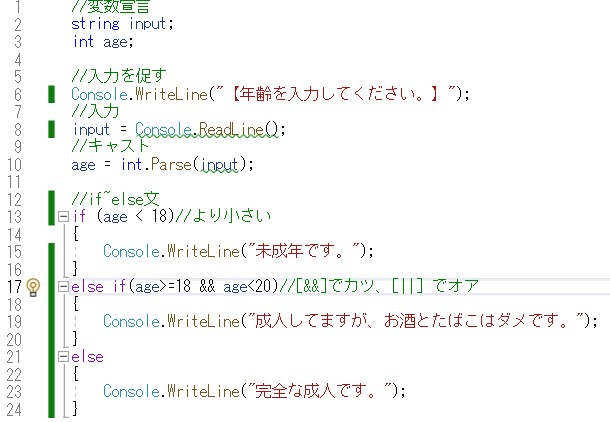 1 //変数宣言
2 string input;
3 int age;
4
5 //入力を促す
6 Console.WriteLine("【年齢を入力してください。】");
7 //入力
8 input = Console.ReadLine();
9 //キャスト
10 age = int.Parse(input);
11
12 //if~else文
13 if (age < 18)//より小さい
14 {
15 Console.WriteLine("未成年です。");
16 }
17 else if(age>=18 && age<20)//[&&]でカツ、[||] でオア
18 {
19 Console.WriteLine("成人してますが、お酒とたばこはダメです。");
20 }
21 else
22 {
23 Console.WriteLine("完全な成人です。");
24 }